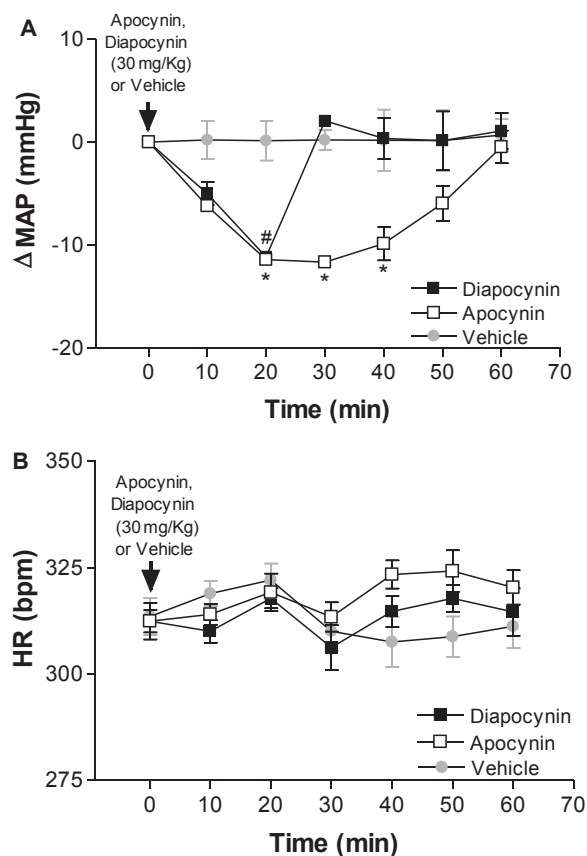 A
Apocynin,
Diapocynin
(30 mg/Kg)
or Vehicle
10
0
-10
-20
Δ MAP (mmHg)
#
* * *
Diapocynin
Apocynin
Vehicle
0 10 20 30 40 50 60 70
Time (min)
B
Apocynin,
Diapocynin
(30 mg/Kg)
or Vehicle
350
325
300
275
HR (bpm)
Diapocynin
Apocynin
Vehicle
0 10 20 30 40 50 60 70
Time (min)